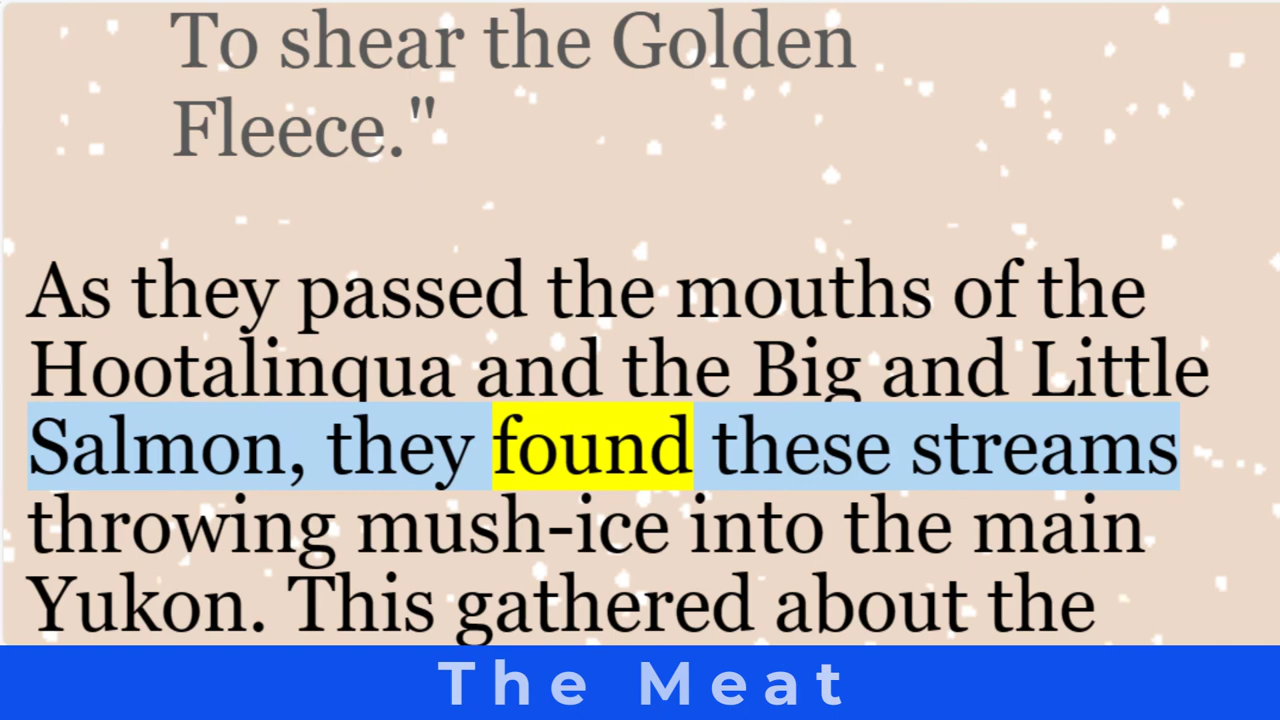 To shear the Golden
Fleece."
As they passed the mouths of the
Hootalinqua and the Big and Little
Salmon, they found these streams
throwing mush-ice into the main
Yukon. This gathered about the
The Meat